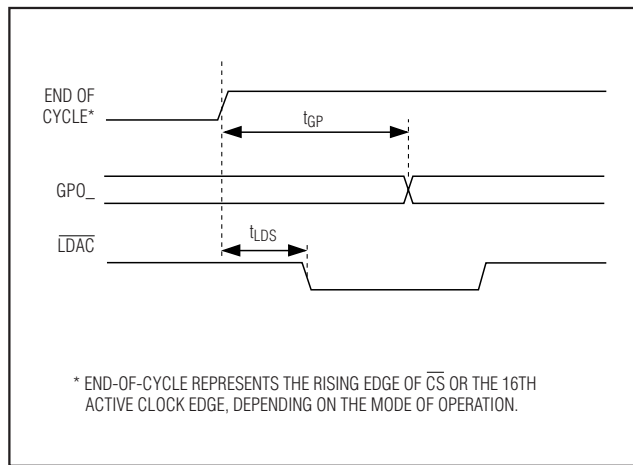 END OF
CYCLE*
tGP
GPO_
tLDS
LDAC
* END-OF-CYCLE REPRESENTS THE RISING EDGE OF CS OR THE 16TH
ACTIVE CLOCK EDGE, DEPENDING ON THE MODE OF OPERATION.